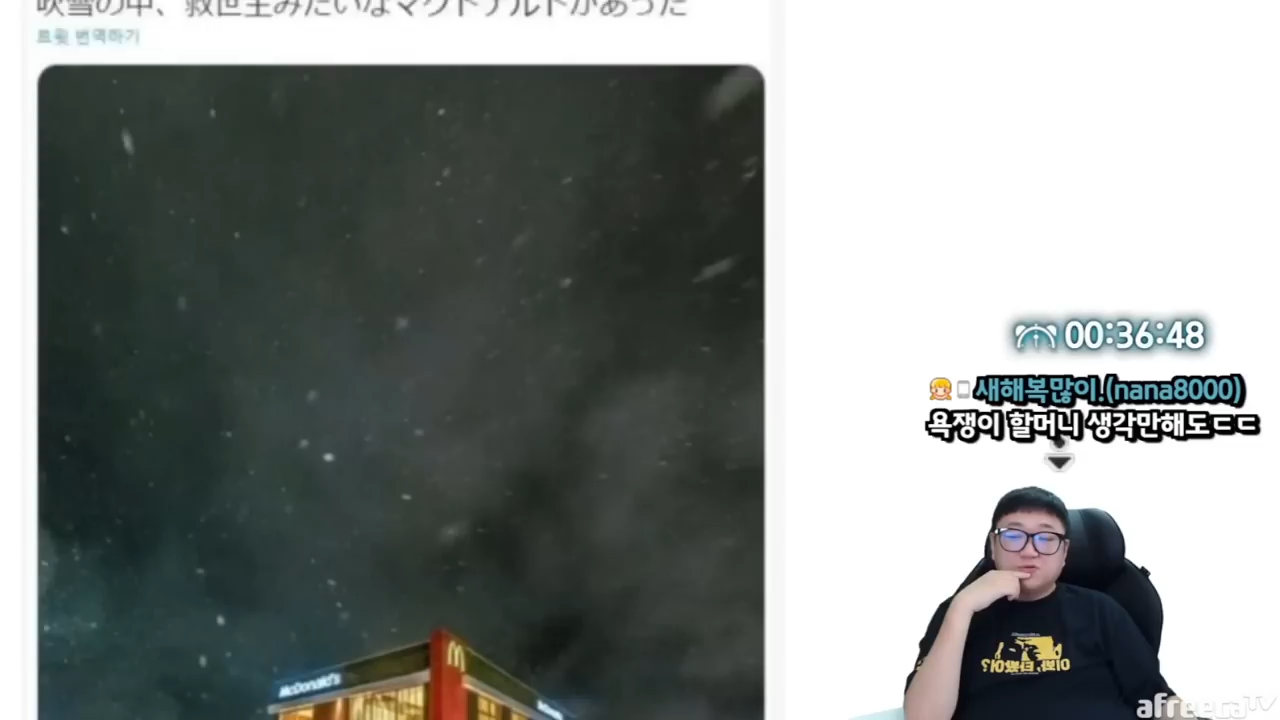 吹雪の中、救世主みたいなマクドナルドがあった
트윗 번역하기
McDonald's
00:36:48
새해복많이.(nana8000)
욕쟁이 할머니 생각만해도ㄷㄷ
afreecaTV